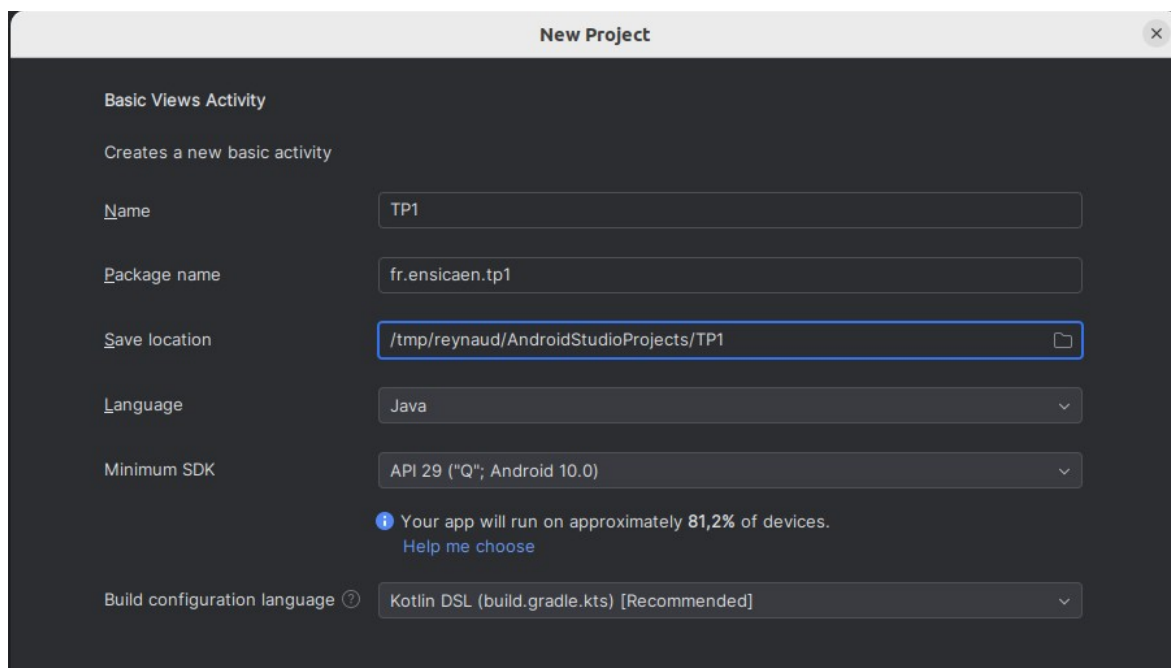 New Project
Basic Views Activity
Creates a new basic activity
Name TP1
Package name fr.ensicaen.tp1
Save location /tmp/reynaud/AndroidStudioProjects/TP1
Language Java
Minimum SDK API 29 ("Q"; Android 10.0)
Your app will run on approximately 81,2% of devices.
Help me choose
Build configuration language Kotlin DSL (build.gradle.kts) [Recommended]